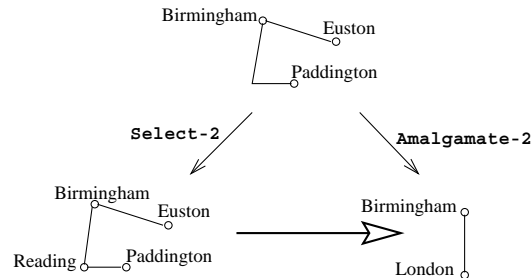 Birmingham
Euston
Paddington
Select-2
Amalgamate-2
Birmingham
Euston
Reading
Paddington
Birmingham
London